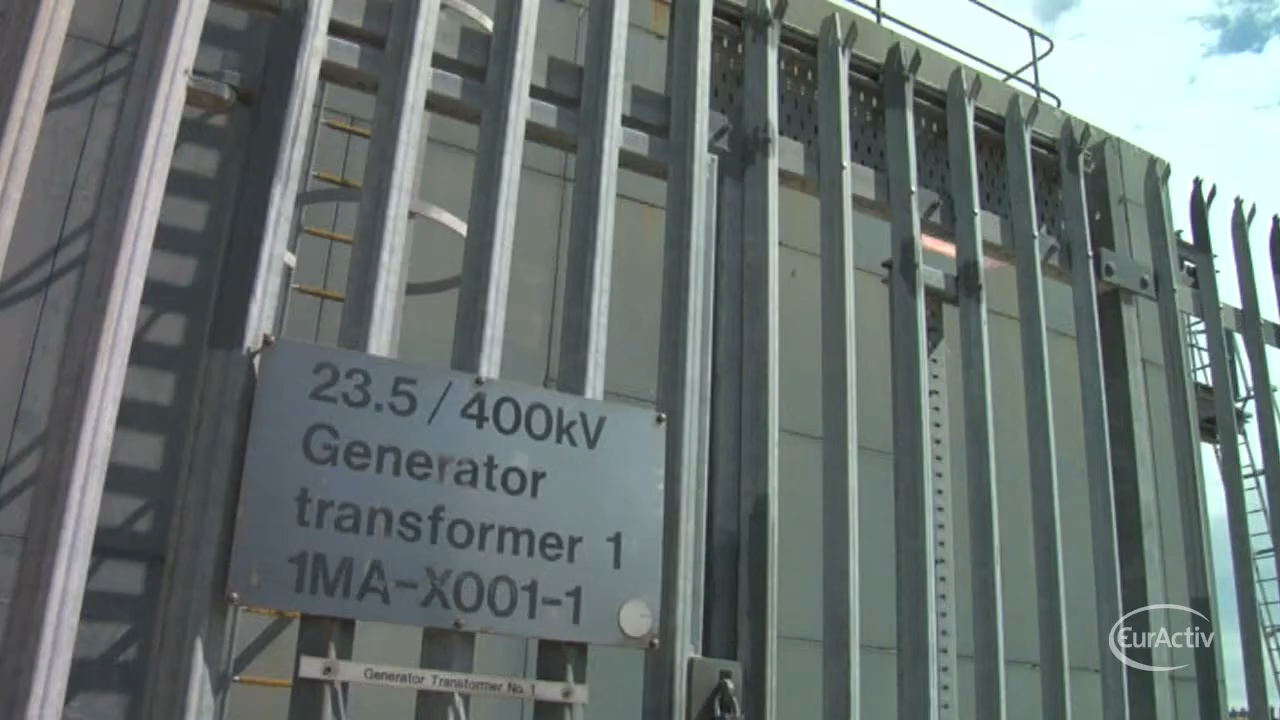 23.5 / 400kV
Generator
transformer 1
1MA-X001-1
Generator Transformer No. 1
EurActiv